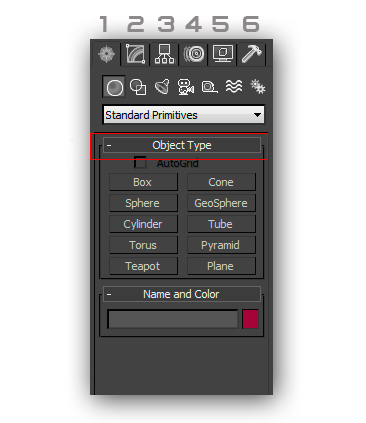 1 2 3 4 5 6
Standard Primitives
- Object Type
AutoGrid
Box Cone
Sphere GeoSphere
Cylinder Tube
Torus Pyramid
Teapot Plane
- Name and Color